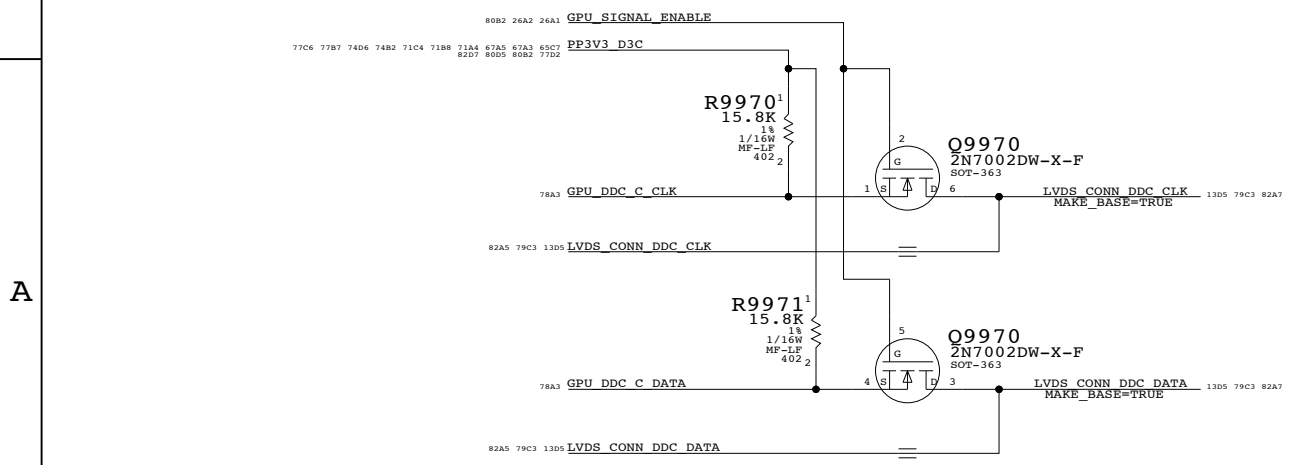 80B2 26A2 26A1 GPU_SIGNAL_ENABLE
77C6 77B7 74D6 74B2 71C4 71B8 71A4 67A5 67A3 65C7 PP3V3_D3C
82D7 80D5 80B2 77D2
R9970 1
15.8K
1%
1/16W
MF-LF
402 2
2
G
Q9970
2N7002DW-X-F
SOT-363
78A3 GPU_DDC_C_CLK
1 S D 6
LVDS_CONN_DDC_CLK 13D5 79C3 82A7
MAKE_BASE=TRUE
82A5 79C3 13D5 LVDS_CONN_DDC_CLK
A
R9971 1
15.8K
1%
1/16W
MF-LF
402 2
5
G
Q9970
2N7002DW-X-F
SOT-363
78A3 GPU_DDC_C_DATA
4 S D 3
LVDS_CONN_DDC_DATA 13D5 79C3 82A7
MAKE_BASE=TRUE
82A5 79C3 13D5 LVDS_CONN_DDC_DATA